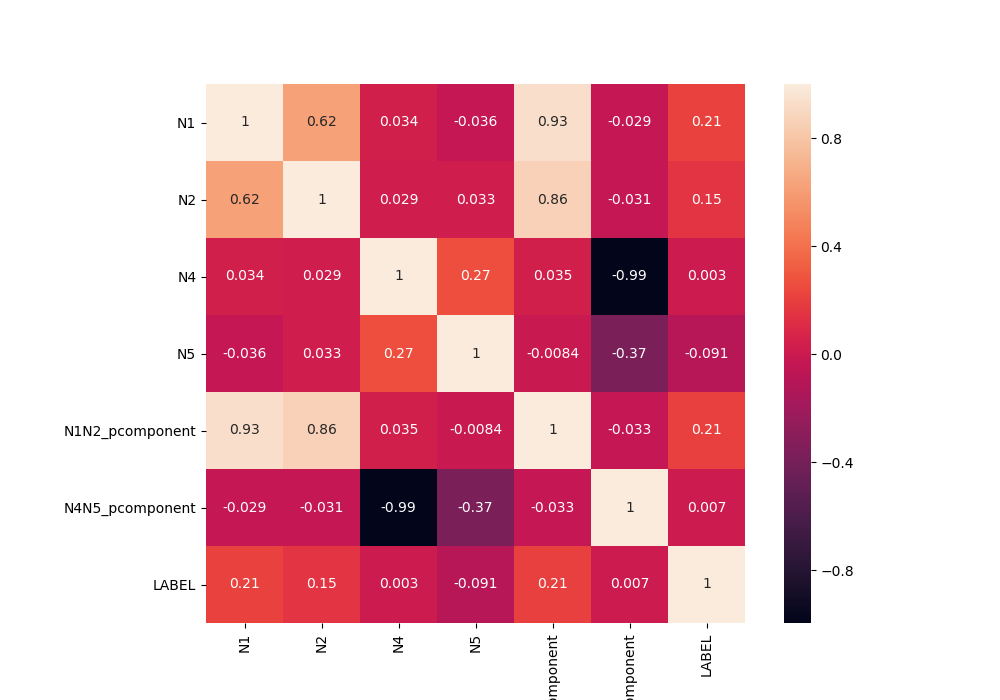 N1 1 0.62 0.034 -0.036 0.93 -0.029 0.21 0.8
N2 0.62 1 0.029 0.033 0.86 -0.031 0.15 0.4
N4 0.034 0.029 1 0.27 0.035 -0.99 0.003
N5 -0.036 0.033 0.27 1 -0.0084 -0.37 -0.091 0.0
N1N2_pcomponent 0.93 0.86 0.035 -0.0084 1 -0.033 0.21 −0.4
N4N5_pcomponent -0.029 -0.031 -0.99 -0.37 -0.033 1 0.007
LABEL 0.21 0.15 0.003 -0.091 0.21 0.007 1 −0.8
N1 N2 N4 N5 omponent omponent LABEL